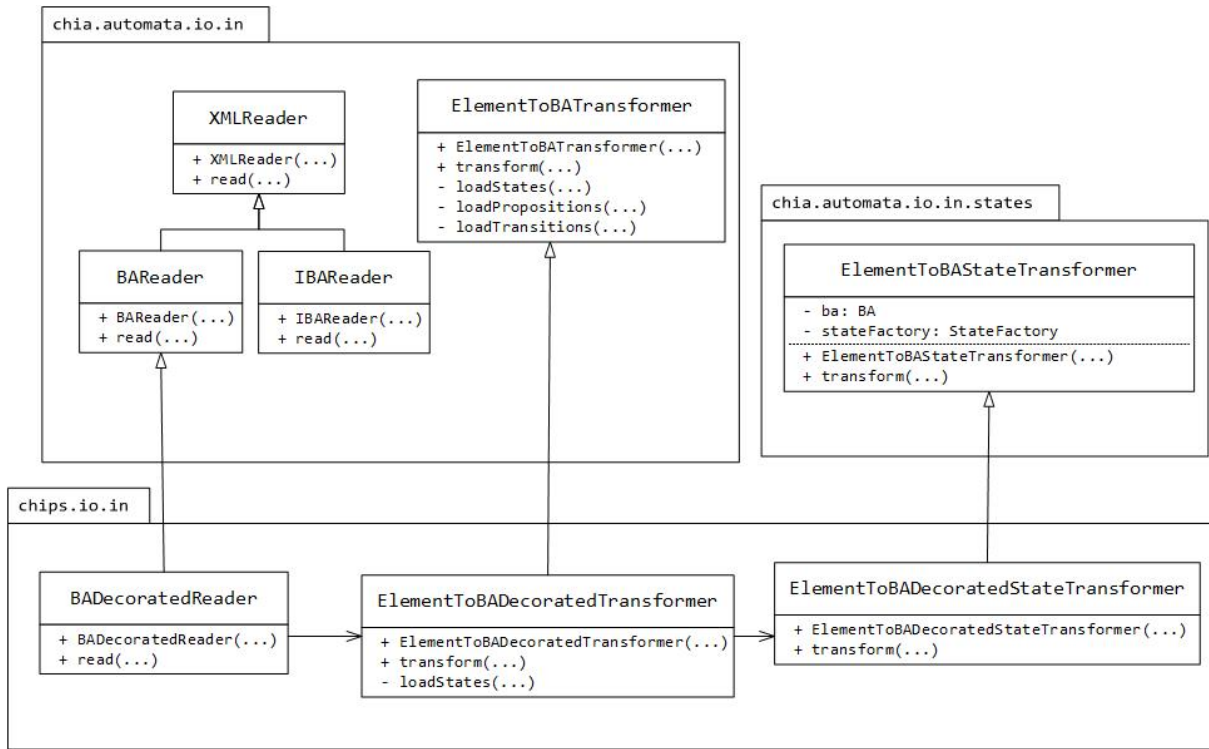 chia.automata.io.in
XMLReader
+ XMLReader(...)
+ read(...)
ElementToBATransformer
+ ElementToBATransformer(...)
+ transform(...)
- loadStates(...)
- loadPropositions(...)
- loadTransitions(...)
BAReader
+ BAReader(...)
+ read(...)
IBAReader
+ IBAReader(...)
+ read(...)
chia.automata.io.in.states
ElementToBAStateTransformer
- ba: BA
- stateFactory: StateFactory
+ ElementToBAStateTransformer(...)
+ transform(...)
chips.io.in
BADecoratedReader
+ BADecoratedReader(...)
+ read(...)
ElementToBADecoratedTransformer
+ ElementToBADecoratedTransformer(...)
+ transform(...)
- loadStates(...)
ElementToBADecoratedStateTransformer
+ ElementToBADecoratedStateTransformer(...)
+ transform(...)